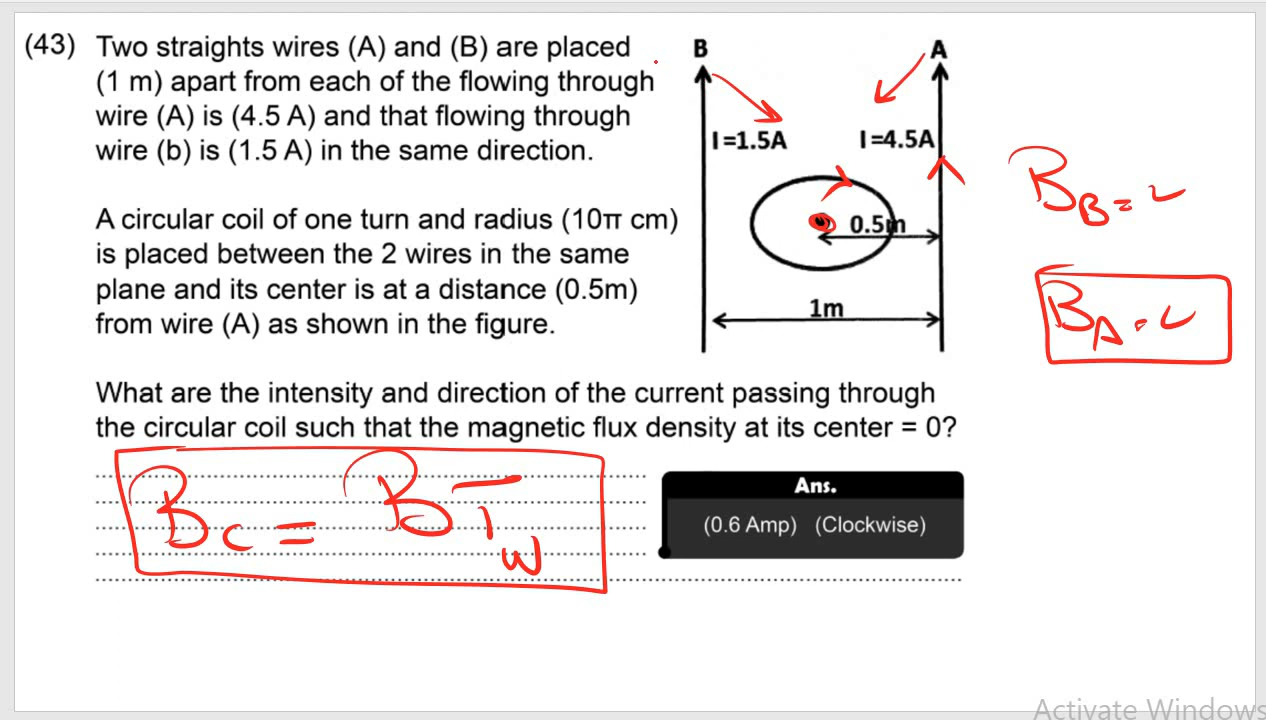 (43) Two straights wires (A) and (B) are placed
(1 m) apart from each of the flowing through
wire (A) is (4.5 A) and that flowing through
wire (b) is (1.5 A) in the same direction.
A circular coil of one turn and radius (10π cm)
is placed between the 2 wires in the same
plane and its center is at a distance (0.5m)
from wire (A) as shown in the figure.
B A
I=1.5A I=4.5A
0.5m
1m
B_B =
B_A =
What are the intensity and direction of the current passing through
the circular coil such that the magnetic flux density at its center = 0?
B_C = B_T
w
Ans.
(0.6 Amp) (Clockwise)
Activate Windows